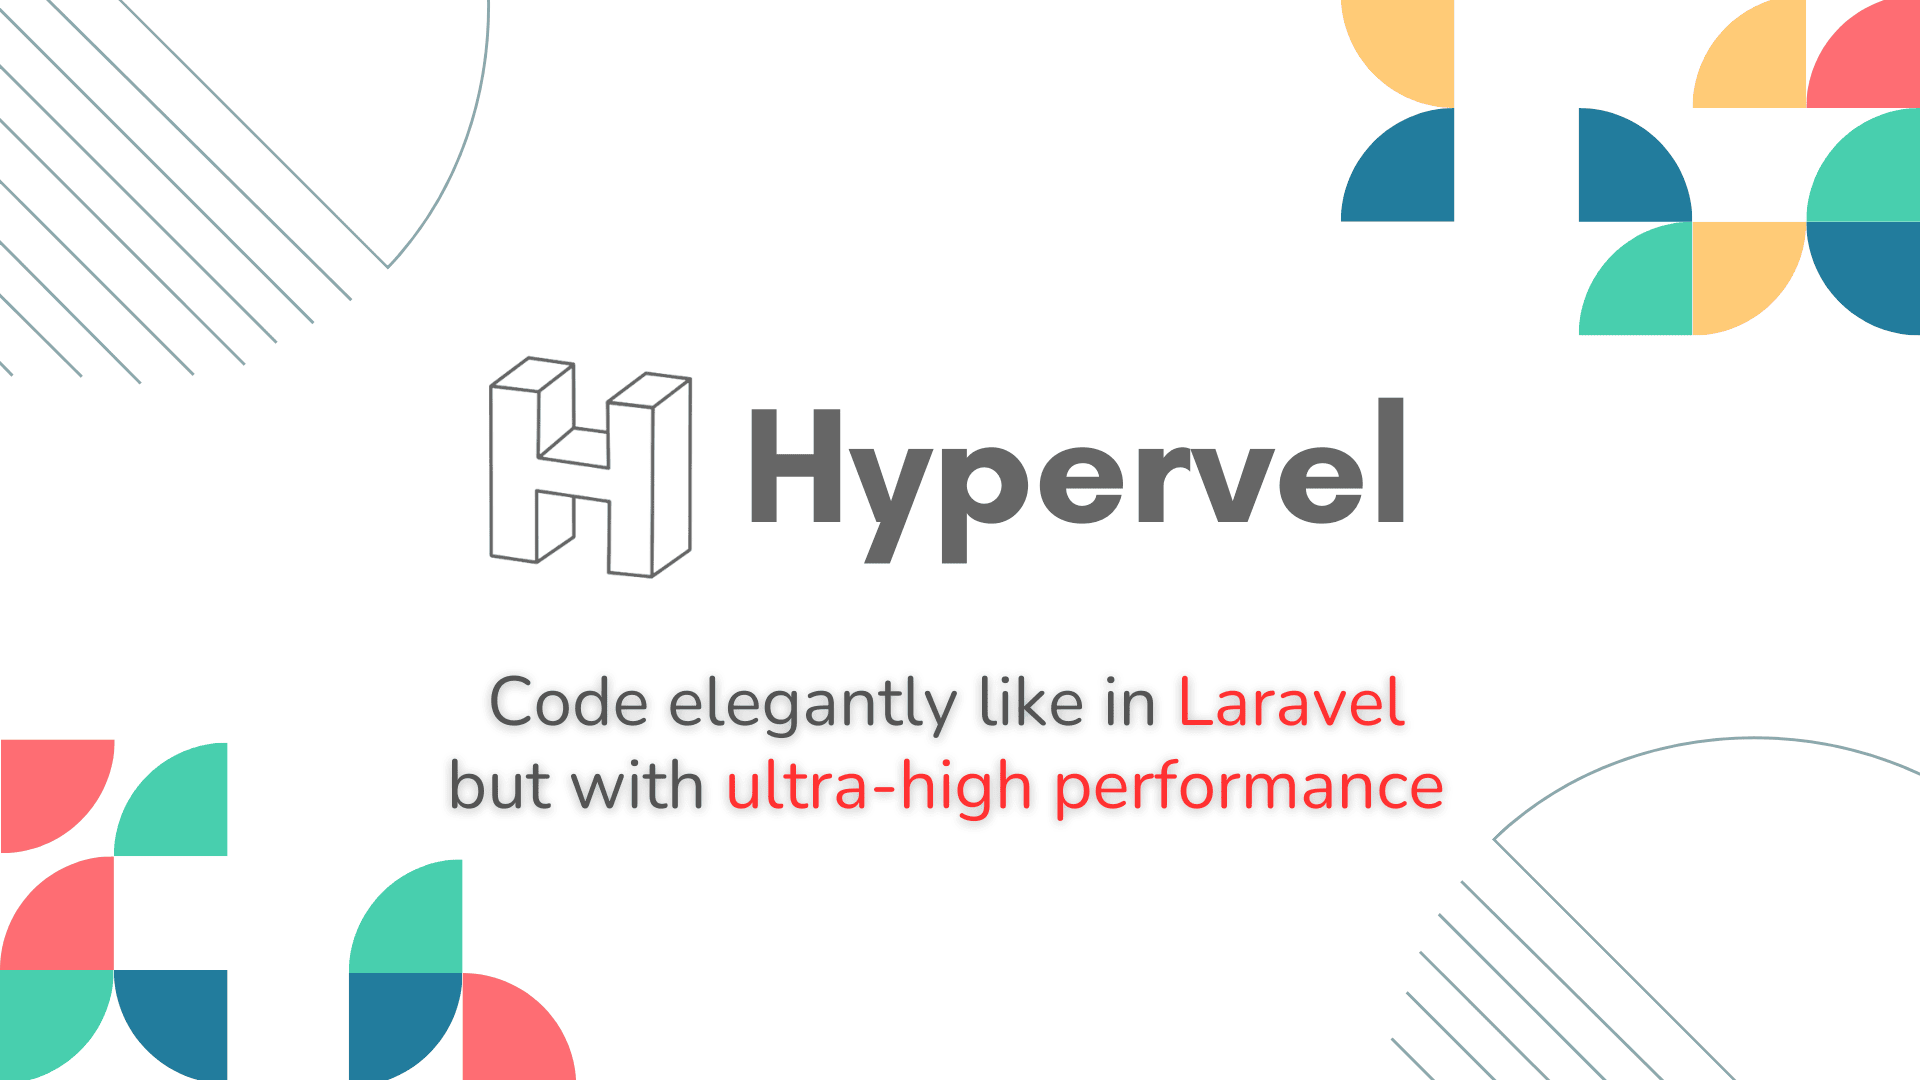 H Hypervel
Code elegantly like in Laravel
but with ultra-high performance